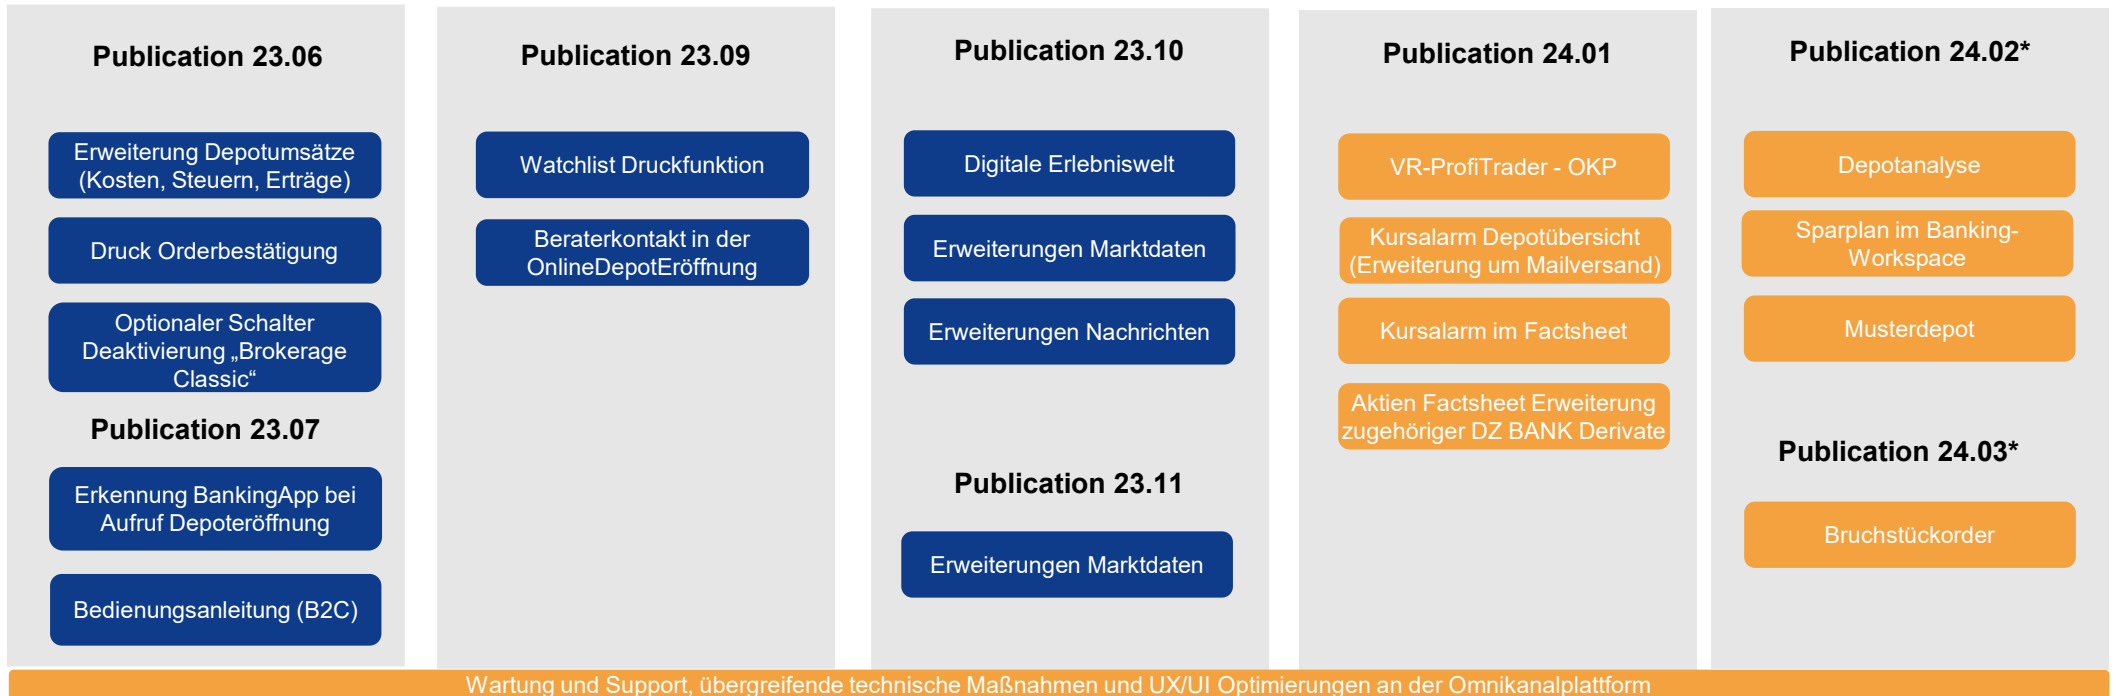 Publication 23.06
Erweiterung Depotumsätze
(Kosten, Steuern, Erträge)
Druck Orderbestätigung
Optionaler Schalter
Deaktivierung „Brokerage
Classic“
Publication 23.07
Erkennung BankingApp bei
Aufruf Depoteröffnung
Bedienungsanleitung (B2C)
Publication 23.09
Watchlist Druckfunktion
Beraterkontakt in der
OnlineDepotEröffnung
Publication 23.10
Digitale Erlebniswelt
Erweiterungen Marktdaten
Erweiterungen Nachrichten
Publication 23.11
Erweiterungen Marktdaten
Publication 24.01
VR-ProfiTrader - OKP
Kursalarm Depotübersicht
(Erweiterung um Mailversand)
Kursalarm im Factsheet
Aktien Factsheet Erweiterung
zugehöriger DZ BANK Derivate
Publication 24.02*
Depotanalyse
Sparplan im Banking-
Workspace
Musterdepot
Publication 24.03*
Bruchstückorder
Wartung und Support, übergreifende technische Maßnahmen und UX/UI Optimierungen an der Omnikanalplattform